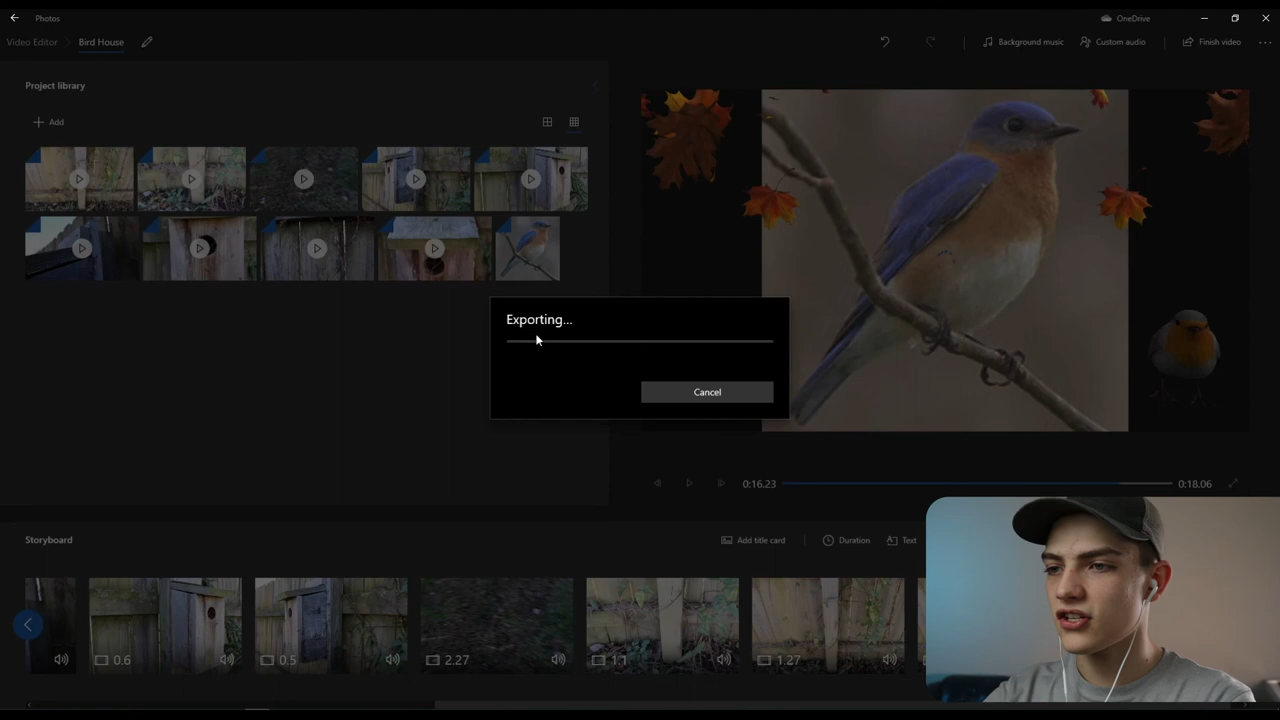 Photos
OneDrive
Video Editor
Bird House
Background music
Custom audio
Finish video
Project library
Add
Exporting...
Cancel
0:16.23
0:18.06
Storyboard
Add title card
Duration
Text
0.6
0.5
2.27
1.1
1.27